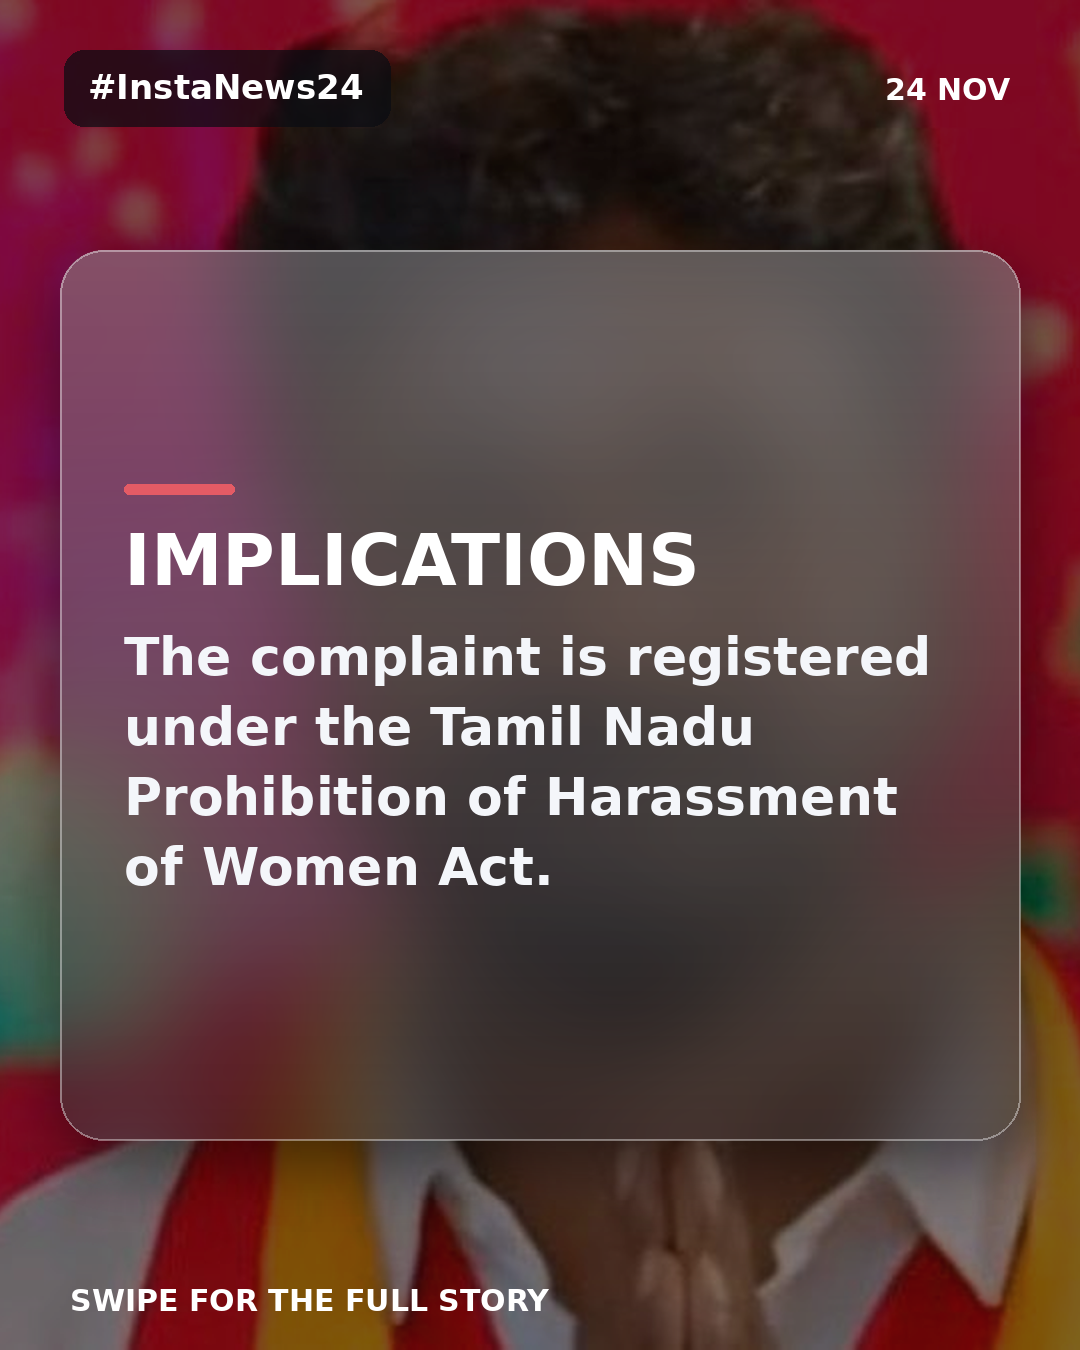 #InstaNews24
24 NOV
IMPLICATIONS
The complaint is registered
under the Tamil Nadu
Prohibition of Harassment
of Women Act.
SWIPE FOR THE FULL STORY